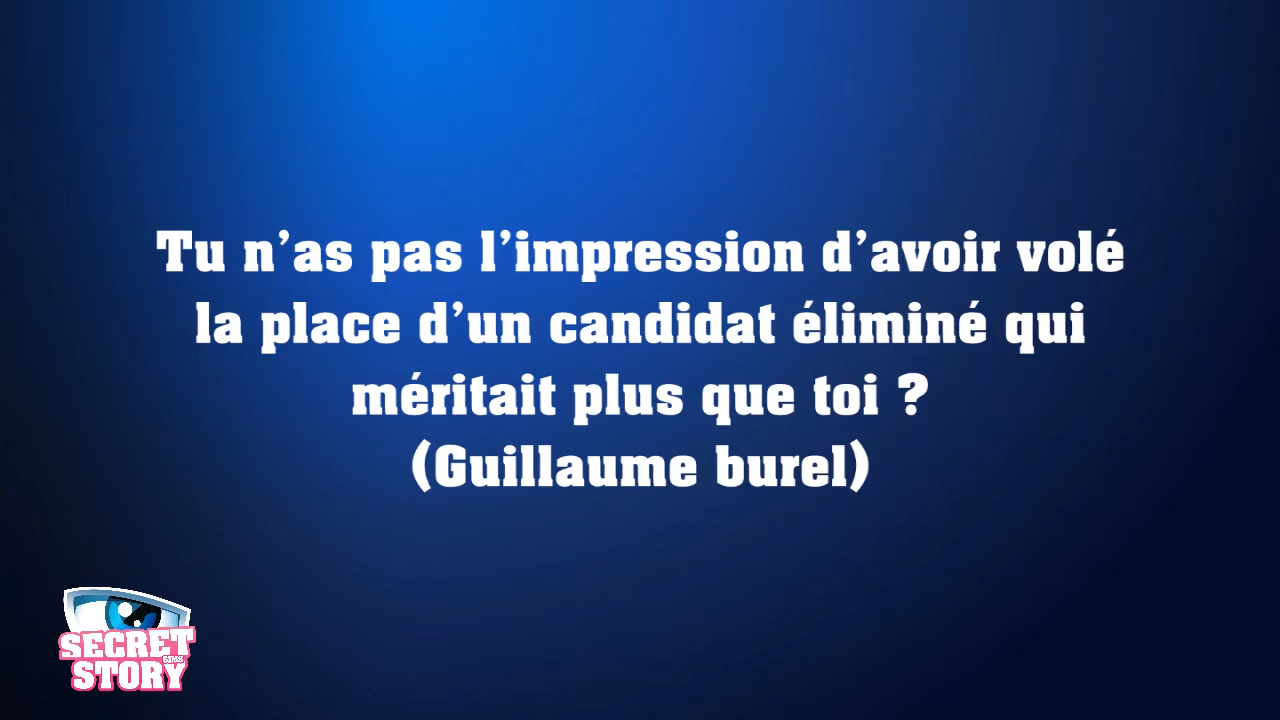 Tu n’as pas l’impression d’avoir volé
la place d’un candidat éliminé qui
méritait plus que toi ?
(Guillaume burel)
SECRET
SIMS
STORY